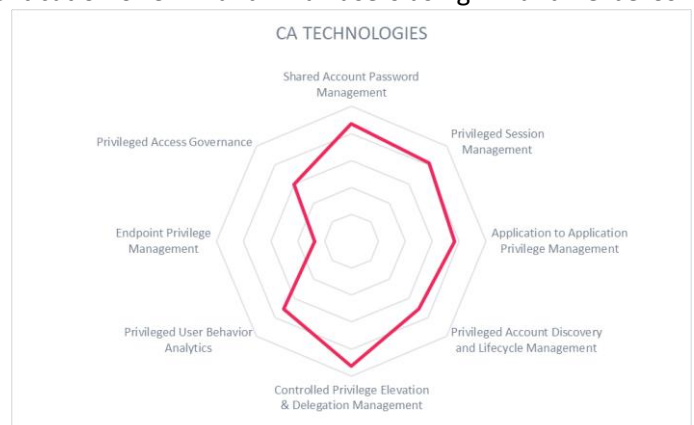 CA TECHNOLOGIES
Shared Account Password
Management
Privileged Access Governance
Privileged Session
Management
Endpoint Privilege
Management
Application to Application
Privilege Management
Privileged User Behavior
Analytics
Privileged Account Discovery
and Lifecycle Management
Controlled Privilege Elevation
& Delegation Management